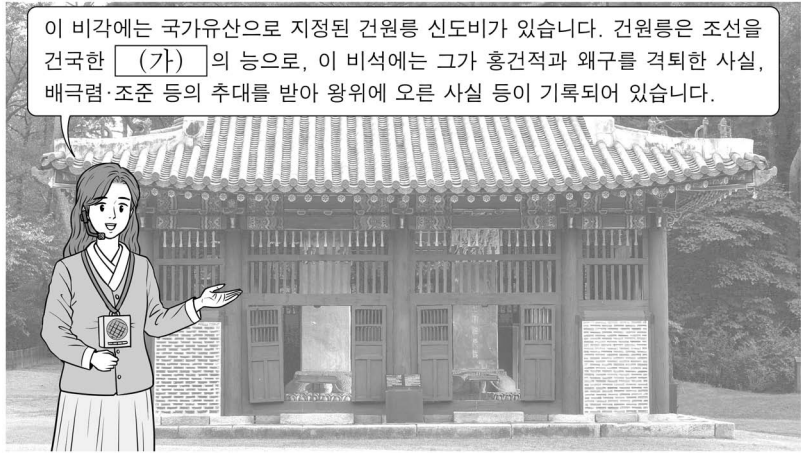 이 비각에는 국가유산으로 지정된 건원릉 신도비가 있습니다. 건원릉은 조선을
건국한 (가) 의 능으로, 이 비석에는 그가 홍건적과 왜구를 격퇴한 사실,
배극렴·조준 등의 추대를 받아 왕위에 오른 사실 등이 기록되어 있습니다.